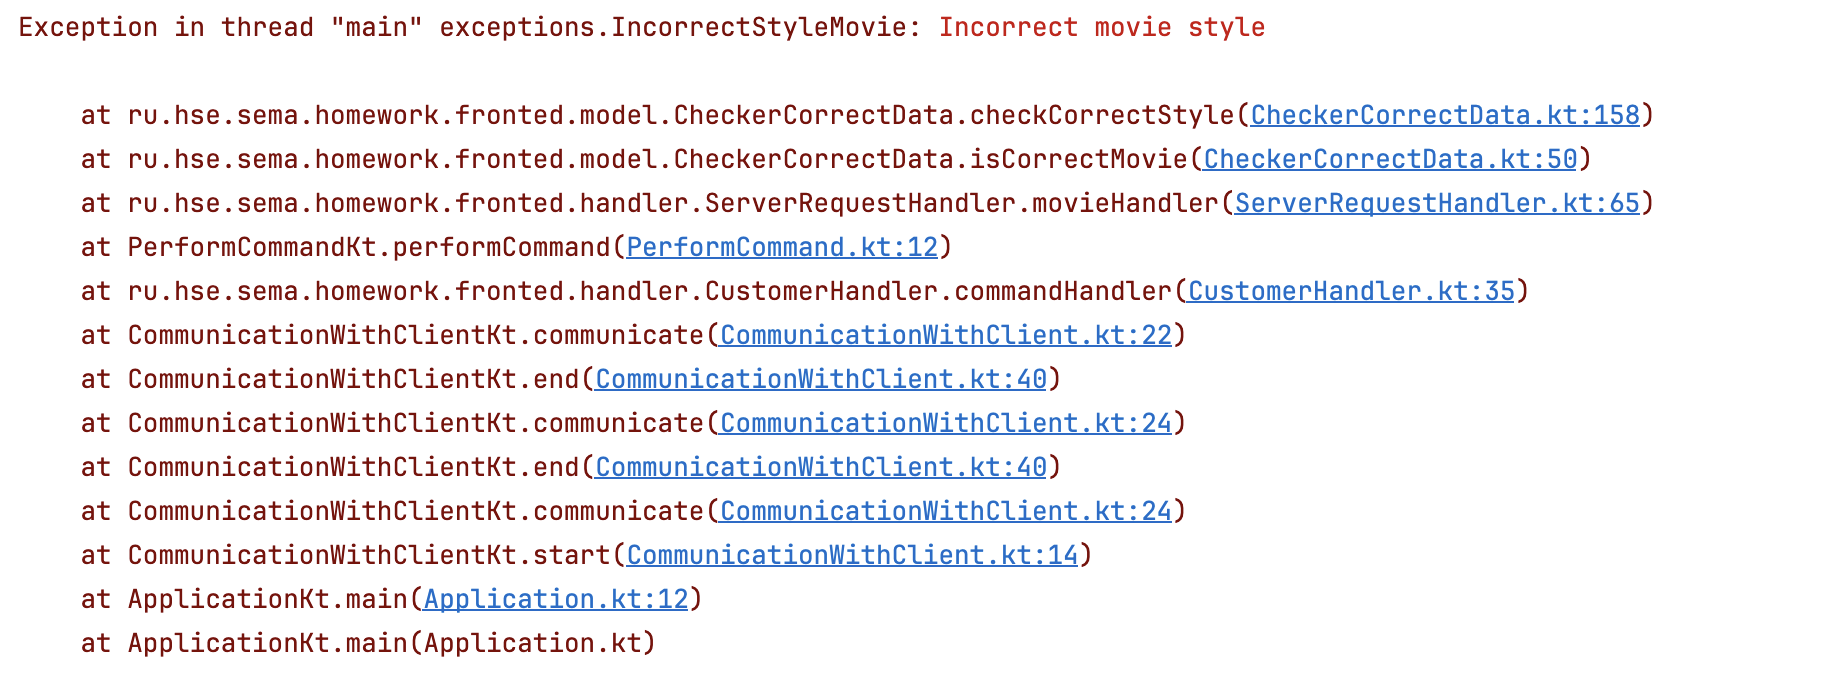 Exception in thread "main" exceptions.IncorrectStyleMovie: Incorrect movie style
at ru.hse.sema.homework.fronted.model.CheckerCorrectData.checkCorrectStyle(CheckerCorrectData.kt:158)
at ru.hse.sema.homework.fronted.model.CheckerCorrectData.isCorrectMovie(CheckerCorrectData.kt:50)
at ru.hse.sema.homework.fronted.handler.ServerRequestHandler.movieHandler(ServerRequestHandler.kt:65)
at PerformCommandKt.performCommand(PerformCommand.kt:12)
at ru.hse.sema.homework.fronted.handler.CustomerHandler.commandHandler(CustomerHandler.kt:35)
at CommunicationWithClientKt.communicate(CommunicationWithClient.kt:22)
at CommunicationWithClientKt.end(CommunicationWithClient.kt:40)
at CommunicationWithClientKt.communicate(CommunicationWithClient.kt:24)
at CommunicationWithClientKt.end(CommunicationWithClient.kt:40)
at CommunicationWithClientKt.communicate(CommunicationWithClient.kt:24)
at CommunicationWithClientKt.start(CommunicationWithClient.kt:14)
at ApplicationKt.main(Application.kt:12)
at ApplicationKt.main(Application.kt)